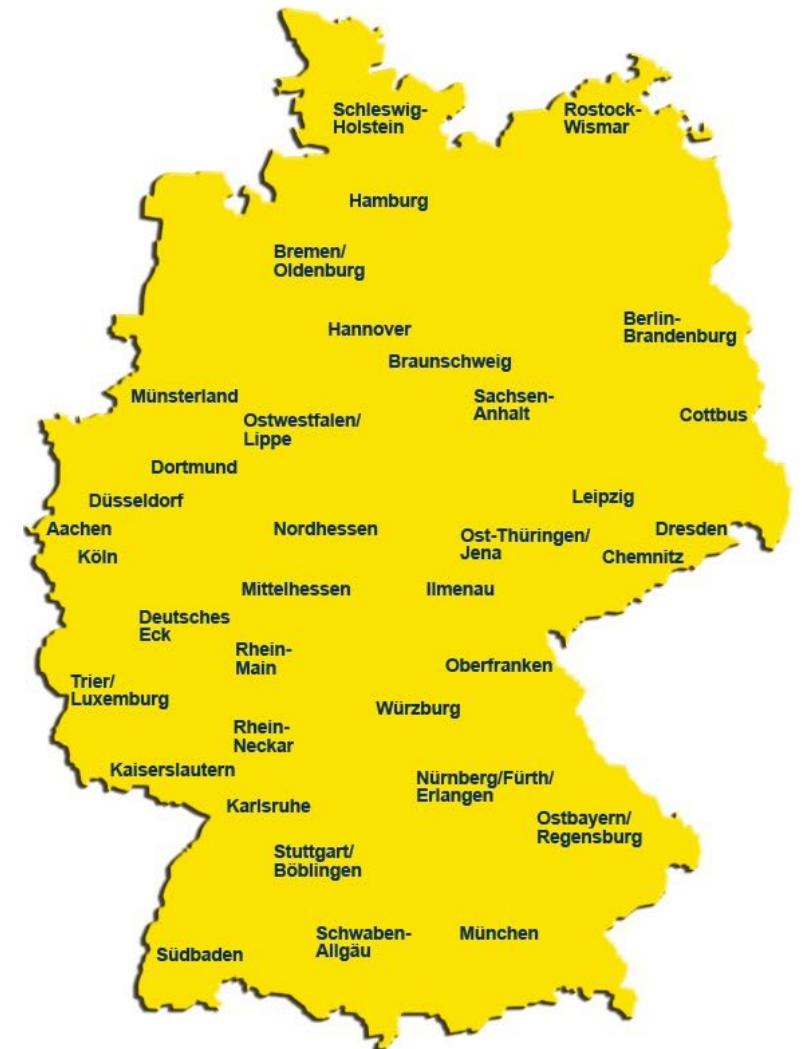 Schleswig-
Holstein
Rostock-
Wismar
Hamburg
Bremen/
Oldenburg
Hannover
Berlin-
Brandenburg
Braunschweig
Münsterland
Sachsen-
Anhalt
Cottbus
Ostwestfalen/
Lippe
Dortmund
Düsseldorf
Leipzig
Aachen
Nordhessen
Ost-Thüringen/
Jena
Dresden
Köln
Chemnitz
Mittelhessen
Ilmenau
Deutsches
Eck
Rhein-
Main
Oberfranken
Trier/
Luxemburg
Würzburg
Rhein-
Neckar
Kaiserslautern
Nürnberg/Fürth/
Erlangen
Karlsruhe
Ostbayern/
Regensburg
Stuttgart/
Böblingen
Schwaben-
Allgäu
München
Südbaden